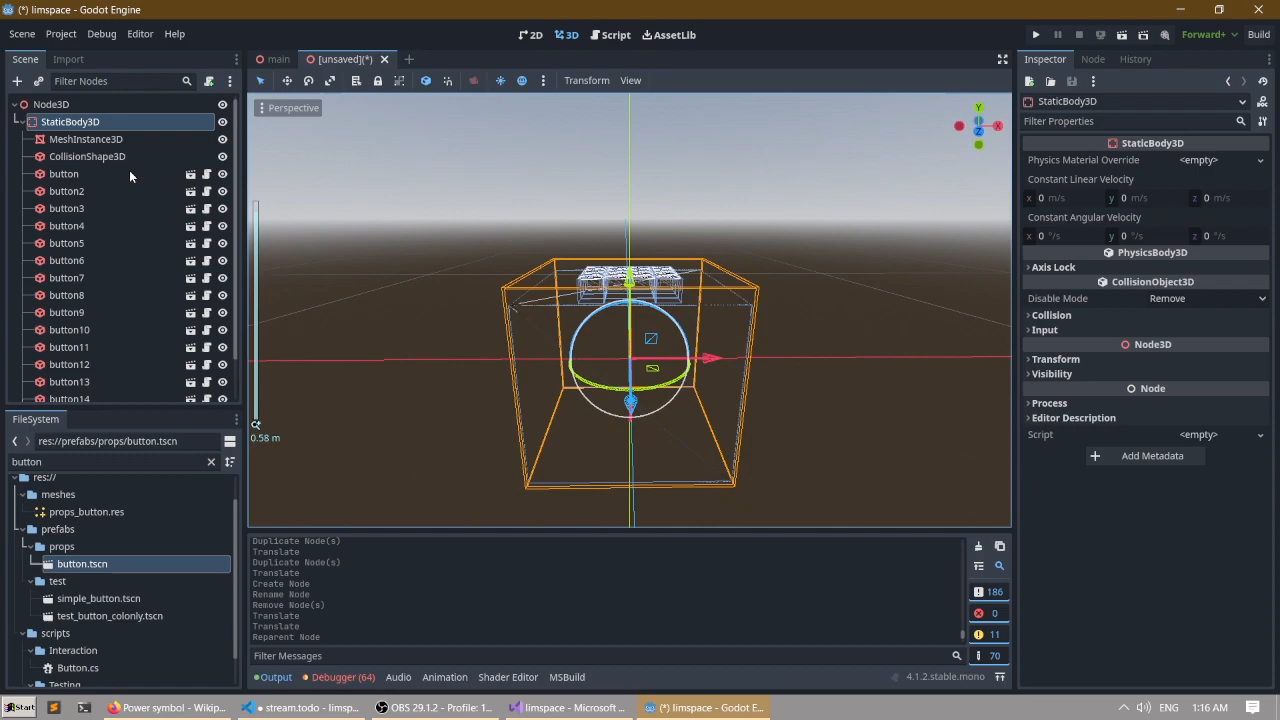 (*) limspace - Godot Engine
Scene Project Debug Editor Help
2D 3D Script AssetLib
Forward+ Build
Scene Import
main [unsaved](*)
Inspector Node History
Filter Nodes
Transform View
Node3D
StaticBody3D
MeshInstance3D
CollisionShape3D
button
button2
button3
button4
button5
button6
button7
button8
button9
button10
button11
button12
button13
button14
Perspective
Y
X
Z
0.58 m
StaticBody3D
Filter Properties
StaticBody3D
Physics Material Override <empty>
Constant Linear Velocity
x 0 m/s y 0 m/s z 0 m/s
Constant Angular Velocity
x 0 °/s y 0 °/s z 0 °/s
PhysicsBody3D
Axis Lock
CollisionObject3D
Disable Mode Remove
Collision
Input
Node3D
Transform
Visibility
Node
Process
Editor Description
Script <empty>
Add Metadata
FileSystem
res://prefabs/props/button.tscn
button
res://
meshes
props_button.res
prefabs
props
button.tscn
test
simple_button.tscn
test_button_colonly.tscn
scripts
Interaction
Button.cs
Testing
Duplicate Node(s)
Translate
Duplicate Node(s)
Translate
Create Node
Rename Node
Remove Node(s)
Translate
Translate
Reparent Node
186
0
11
70
Filter Messages
Output Debugger (64) Audio Animation Shader Editor MSBuild
4.1.2.stable.mono
Start
Power symbol - Wikip...
● stream.todo - limsp...
OBS 29.1.2 - Profile: 1...
limspace - Microsoft ...
(*) limspace - Godot E...
1:16 AM